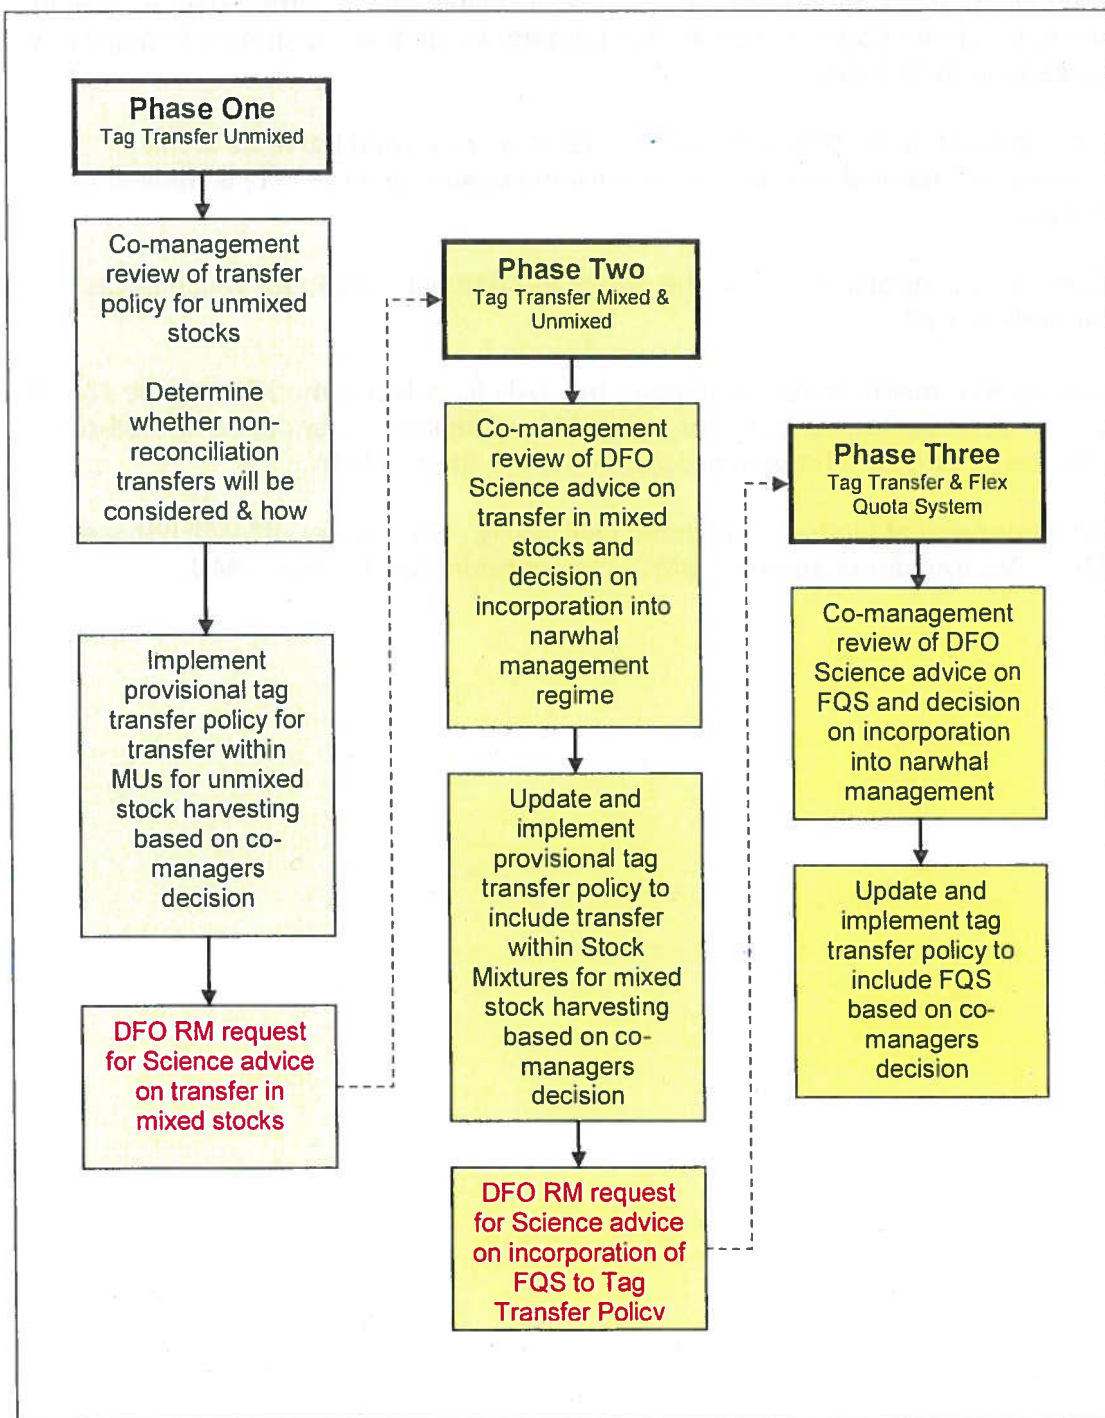 Phase One
Tag Transfer Unmixed
Co-management
review of transfer
policy for unmixed
stocks
Determine
whether non-
reconciliation
transfers will be
considered & how
Implement
provisional tag
transfer policy for
transfer within
MUs for unmixed
stock harvesting
based on co-
managers
decision
DFO RM request
for Science advice
on transfer in
mixed stocks
Phase Two
Tag Transfer Mixed &
Unmixed
Co-management
review of DFO
Science advice on
transfer in mixed
stocks and
decision on
incorporation into
narwhal
management
regime
Update and
implement
provisional tag
transfer policy to
include transfer
within Stock
Mixtures for mixed
stock harvesting
based on co-
managers
decision
DFO RM request
for Science advice
on incorporation of
FQS to Tag
Transfer Policy
Phase Three
Tag Transfer & Flex
Quota System
Co-management
review of DFO
Science advice on
FQS and decision
on incorporation
into narwhal
management
Update and
implement tag
transfer policy to
include FQS
based on co-
managers
decision